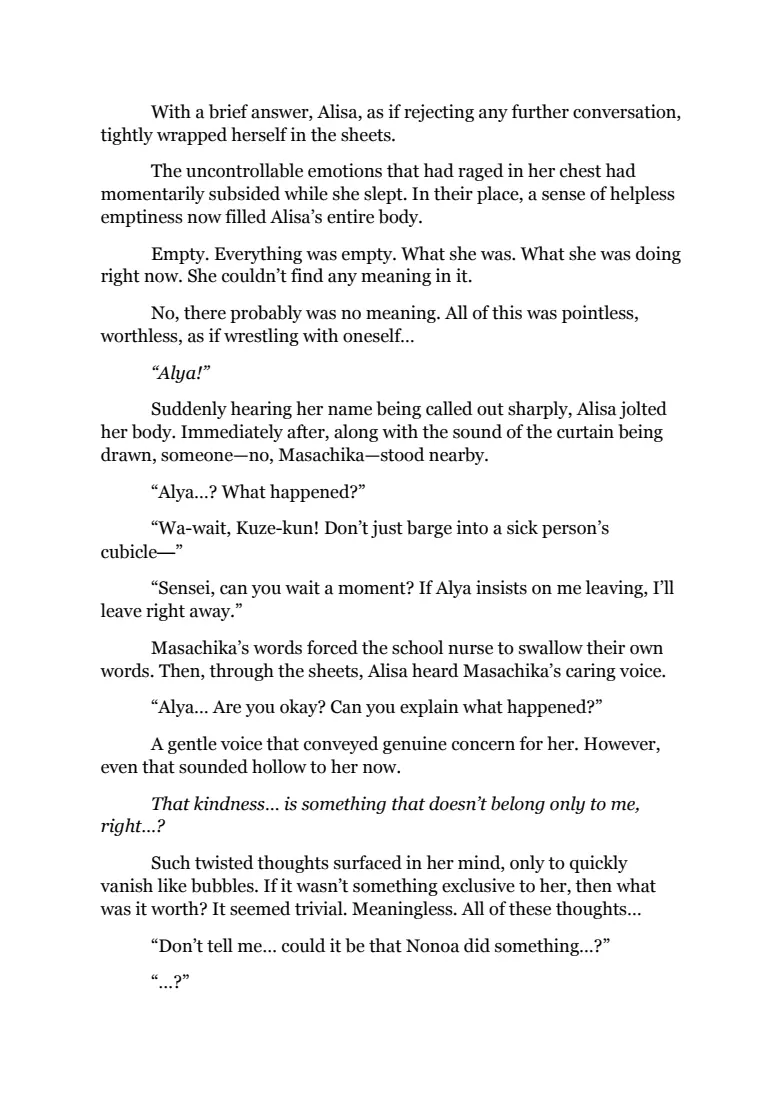 With a brief answer, Alisa, as if rejecting any further conversation,
tightly wrapped herself in the sheets.
The uncontrollable emotions that had raged in her chest had
momentarily subsided while she slept. In their place, a sense of helpless
emptiness now filled Alisa’s entire body.
Empty. Everything was empty. What she was. What she was doing
right now. She couldn’t find any meaning in it.
No, there probably was no meaning. All of this was pointless,
worthless, as if wrestling with oneself…
“Alya!”
Suddenly hearing her name being called out sharply, Alisa jolted
her body. Immediately after, along with the sound of the curtain being
drawn, someone—no, Masachika—stood nearby.
“Alya…? What happened?”
“Wa-wait, Kuze-kun! Don’t just barge into a sick person’s
cubicle—”
“Sensei, can you wait a moment? If Alya insists on me leaving, I’ll
leave right away.”
Masachika’s words forced the school nurse to swallow their own
words. Then, through the sheets, Alisa heard Masachika’s caring voice.
“Alya… Are you okay? Can you explain what happened?”
A gentle voice that conveyed genuine concern for her. However,
even that sounded hollow to her now.
That kindness… is something that doesn’t belong only to me,
right…?
Such twisted thoughts surfaced in her mind, only to quickly
vanish like bubbles. If it wasn’t something exclusive to her, then what
was it worth? It seemed trivial. Meaningless. All of these thoughts…
“Don’t tell me… could it be that Nonoa did something…?”
“…?”